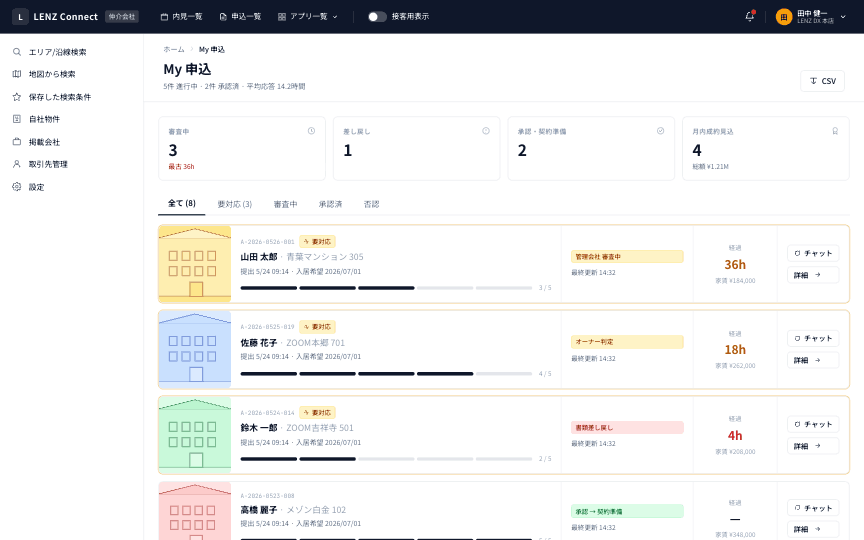 L LENZ Connect 仲介会社 内見一覧 申込一覧 アプリ一覧 接客用表示 田 田中 健一
LENZ DX 本店
エリア/沿線検索
地図から検索
保存した検索条件
自社物件
掲載会社
取引先管理
設定
ホーム › My 申込
My 申込
5件 進行中 · 2件 承認済 · 平均応答 14.2時間
CSV
審査中
3
最古 36h
差し戻し
1
承認・契約準備
2
月内成約見込
4
総額 ¥1.21M
全て (8) 要対応 (3) 審査中 承認済 否認
A-2026-0526-001 要対応
山田 太郎 · 青葉マンション 305
提出 5/24 09:14 · 入居希望 2026/07/01
3 / 5
管理会社 審査中
最終更新 14:32
経過
36h
家賃 ¥184,000
チャット
詳細 →
A-2026-0525-019 要対応
佐藤 花子 · ZOOM本郷 701
提出 5/24 09:14 · 入居希望 2026/07/01
4 / 5
オーナー判定
最終更新 14:32
経過
18h
家賃 ¥262,000
チャット
詳細 →
A-2026-0524-014 要対応
鈴木 一郎 · ZOOM吉祥寺 501
提出 5/24 09:14 · 入居希望 2026/07/01
2 / 5
書類差し戻し
最終更新 14:32
経過
4h
家賃 ¥208,000
チャット
詳細 →
A-2026-0523-008
高橋 麗子 · メゾン白金 102
提出 5/24 09:14 · 入居希望 2026/07/01
承認 → 契約準備
最終更新 14:32
経過
—
家賃 ¥348,000
チャット
詳細 →